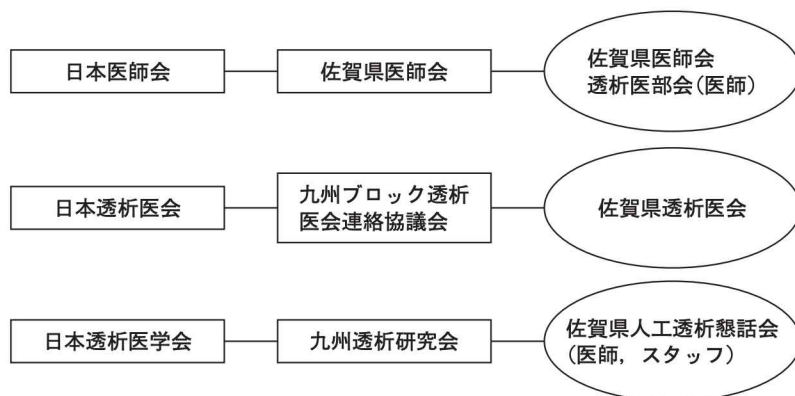 日本医師会
佐賀県医師会
佐賀県医師会
透析医部会(医師)
日本透析医会
九州ブロック透析
医会連絡協議会
佐賀県透析医会
日本透析医学会
九州透析研究会
佐賀県人工透析懇話会
(医師, スタッフ)